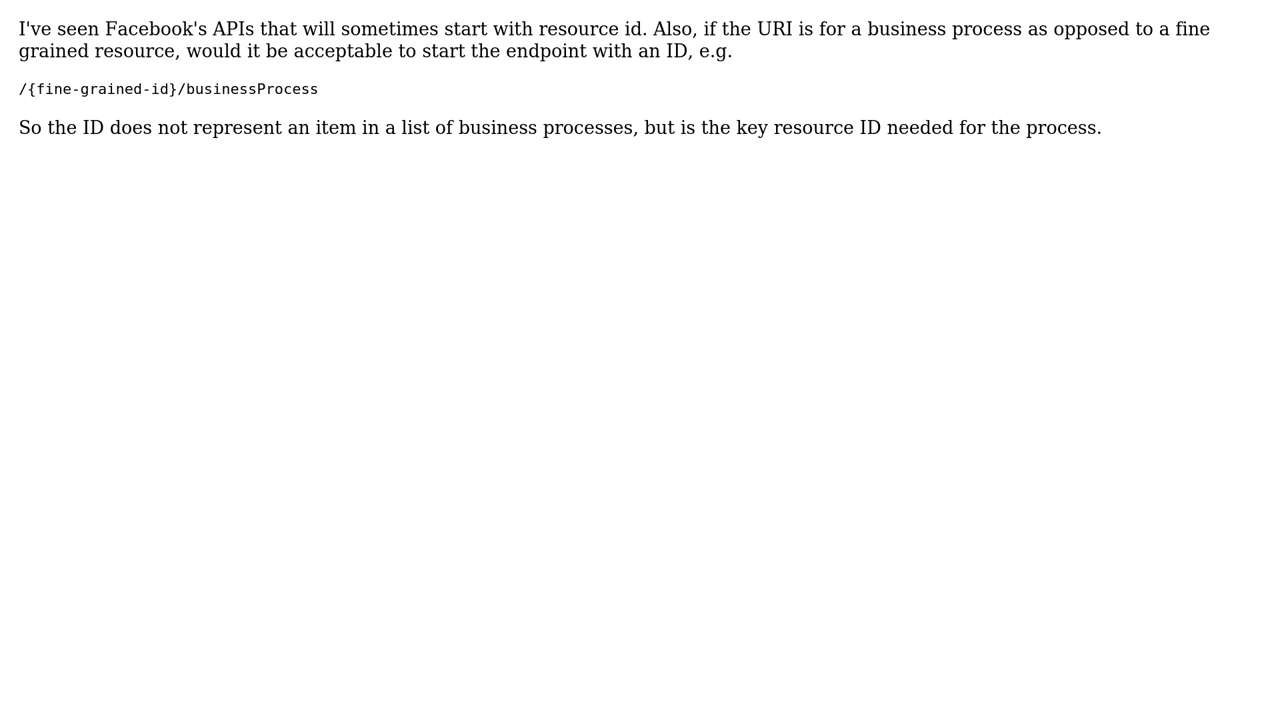 I've seen Facebook's APIs that will sometimes start with resource id. Also, if the URI is for a business process as opposed to a fine
grained resource, would it be acceptable to start the endpoint with an ID, e.g.
/{fine-grained-id}/businessProcess
So the ID does not represent an item in a list of business processes, but is the key resource ID needed for the process.